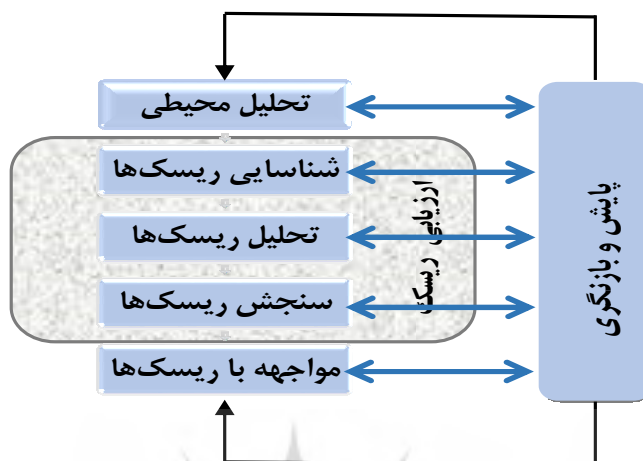 تحلیل محیطی
شناسایی ریسک‌ها
تحلیل ریسک‌ها
سنجش ریسک‌ها
مواجهه با ریسک‌ها
ارزیابی ریسک
پایش و بازنگری